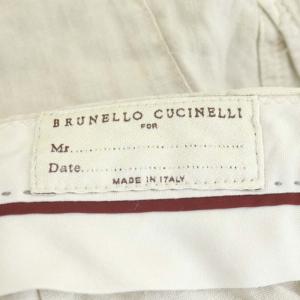 BRUNELLO CUCINELLI
FOR
Mr.
Date
MADE IN ITALY